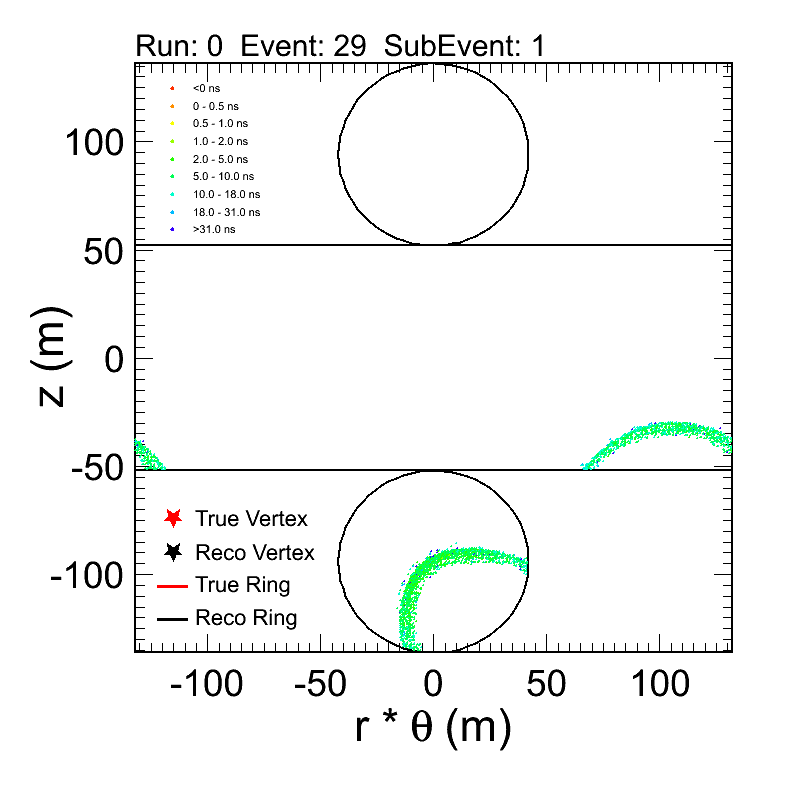 Run: 0 Event: 29 SubEvent: 1
<0 ns
0 - 0.5 ns
0.5 - 1.0 ns
1.0 - 2.0 ns
2.0 - 5.0 ns
5.0 - 10.0 ns
10.0 - 18.0 ns
18.0 - 31.0 ns
>31.0 ns
100
50
0
-50
-100
z (m)
True Vertex
Reco Vertex
True Ring
Reco Ring
-100 -50 0 50 100
r * θ (m)